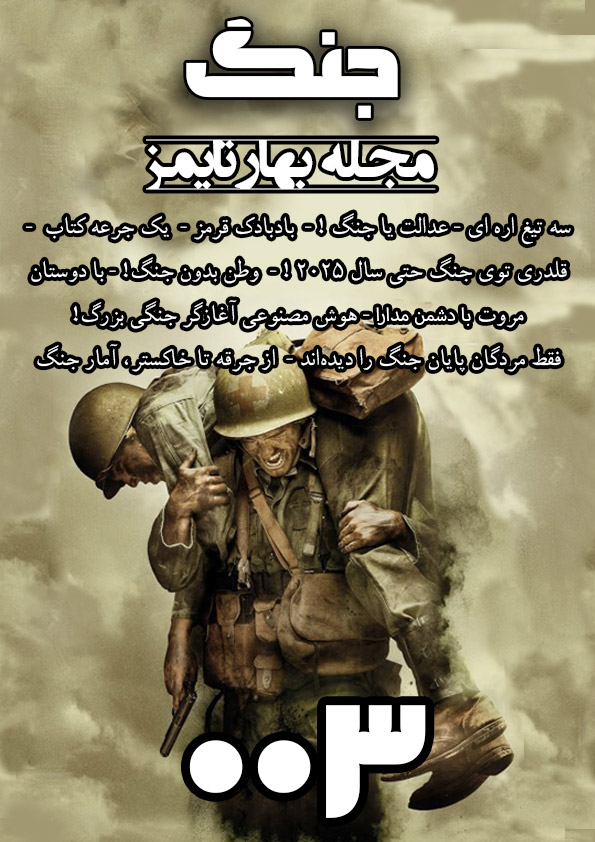 جنگ
مجله بهارتایمز
سه تیغ اره ای - عدالت یا جنگ ! - بادبادک قرمز - یک جرعه کتاب -
قلدری توی جنگ حتی سال ۲۰۲۵ ! - وطن بدون جنگ! - با دوستان
مروت با دشمن مدارا - هوش مصنوعی آغازگر جنگی بزرگ!
فقط مردگان پایان جنگ را دیده‌اند - از جرقه تا خاکستر، آمار جنگ
۰۰۳